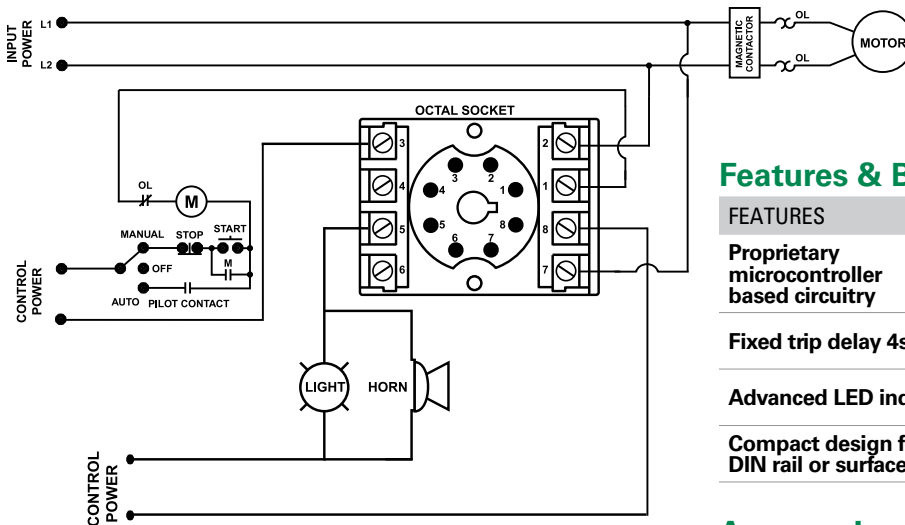 INPUT
POWER
L1
L2
MAGNETIC
CONTACTOR
OL
OL
MOTOR
OCTAL SOCKET
3
4
5
6
2
1
8
7
3
2
4
1
5
8
6
7
OL
M
MANUAL
STOP
START
OFF
M
AUTO
PILOT CONTACT
CONTROL
POWER
LIGHT
HORN
CONTROL
POWER
Features & B
FEATURES
Proprietary
microcontroller
based circuitry
Fixed trip delay 4s
Advanced LED ind
Compact design f
DIN rail or surface